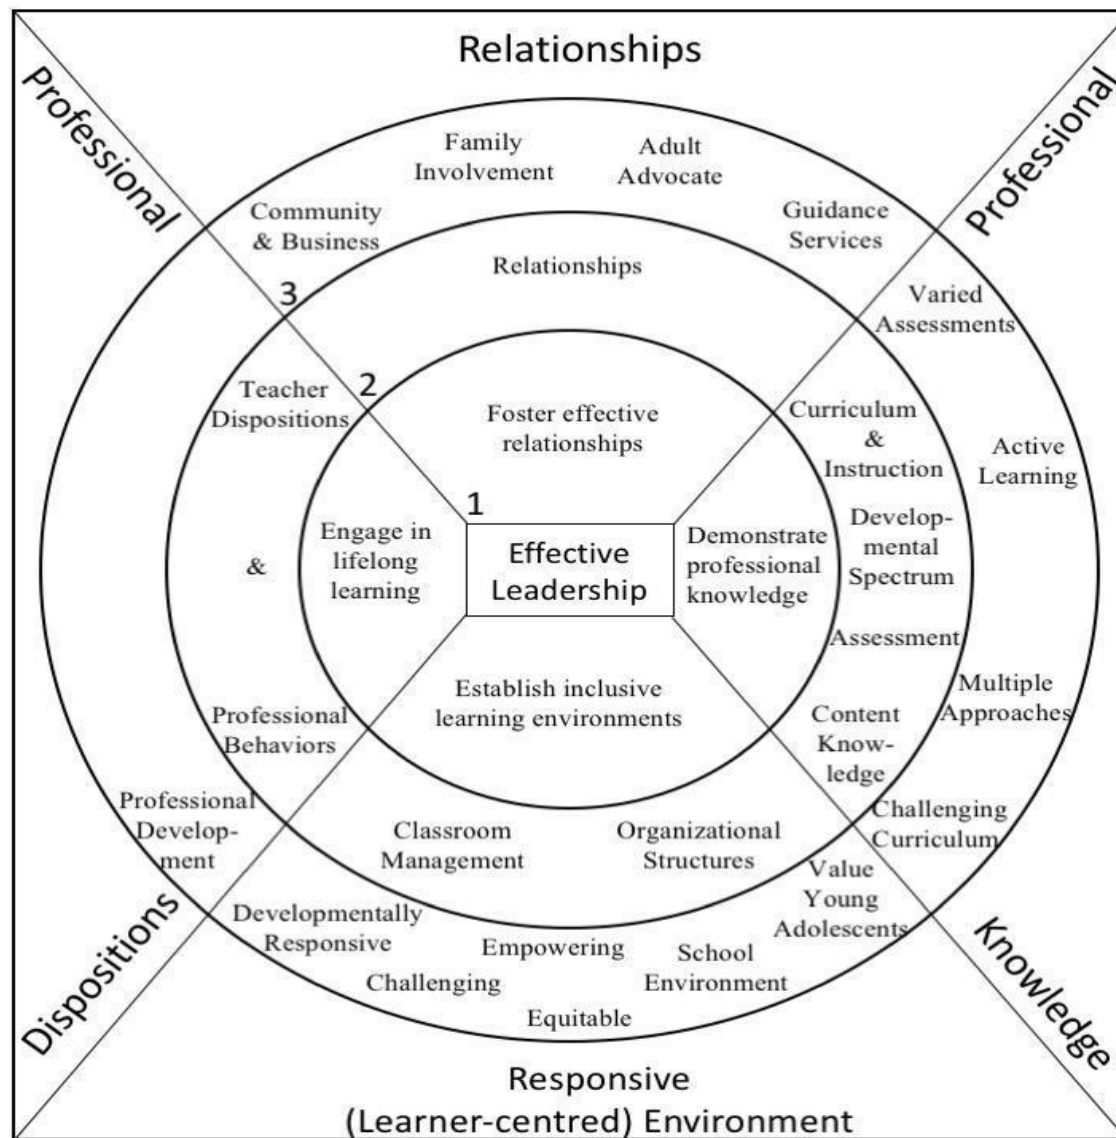 Relationships
Professional
Professional
Family
Involvement
Adult
Advocate
Community
& Business
Guidance
Services
3
Relationships
Varied
Assessments
2
Teacher
Dispositions
Foster effective
relationships
Curriculum
&
Instruction
Active
Learning
1
Engage in
lifelong
learning
Effective
Leadership
Demonstrate
professional
knowledge
Develop-
mental
Spectrum
&
Assessment
Establish inclusive
learning environments
Multiple
Approaches
Professional
Behaviors
Content
Know-
ledge
Professional
Develop-
ment
Classroom
Management
Organizational
Structures
Challenging
Curriculum
Value
Young
Adolescents
Developmentally
Responsive
Empowering
School
Environment
Challenging
Equitable
Dispositions
Knowledge
Responsive
(Learner-centred) Environment